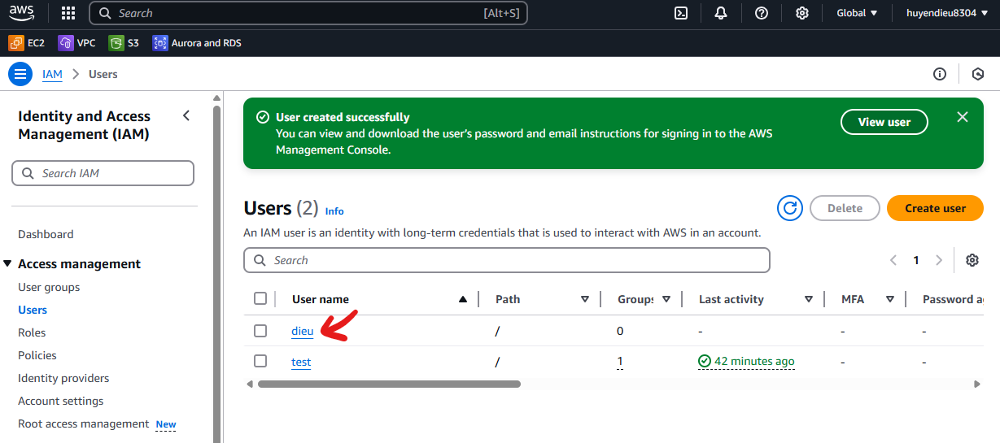 aws
Search [Alt+S] Global huyendieu8304
EC2 VPC S3 Aurora and RDS
IAM > Users
Identity and Access
Management (IAM)
Search IAM
Dashboard
Access management
User groups
Users
Roles
Policies
Identity providers
Account settings
Root access management New
User created successfully
You can view and download the user's password and email instructions for signing in to the AWS
Management Console.
View user
Users (2) Info
Delete
Create user
An IAM user is an identity with long-term credentials that is used to interact with AWS in an account.
Search
1
User name Path Groups Last activity MFA Password ag
dieu / 0 - - -
test / 1 42 minutes ago - -